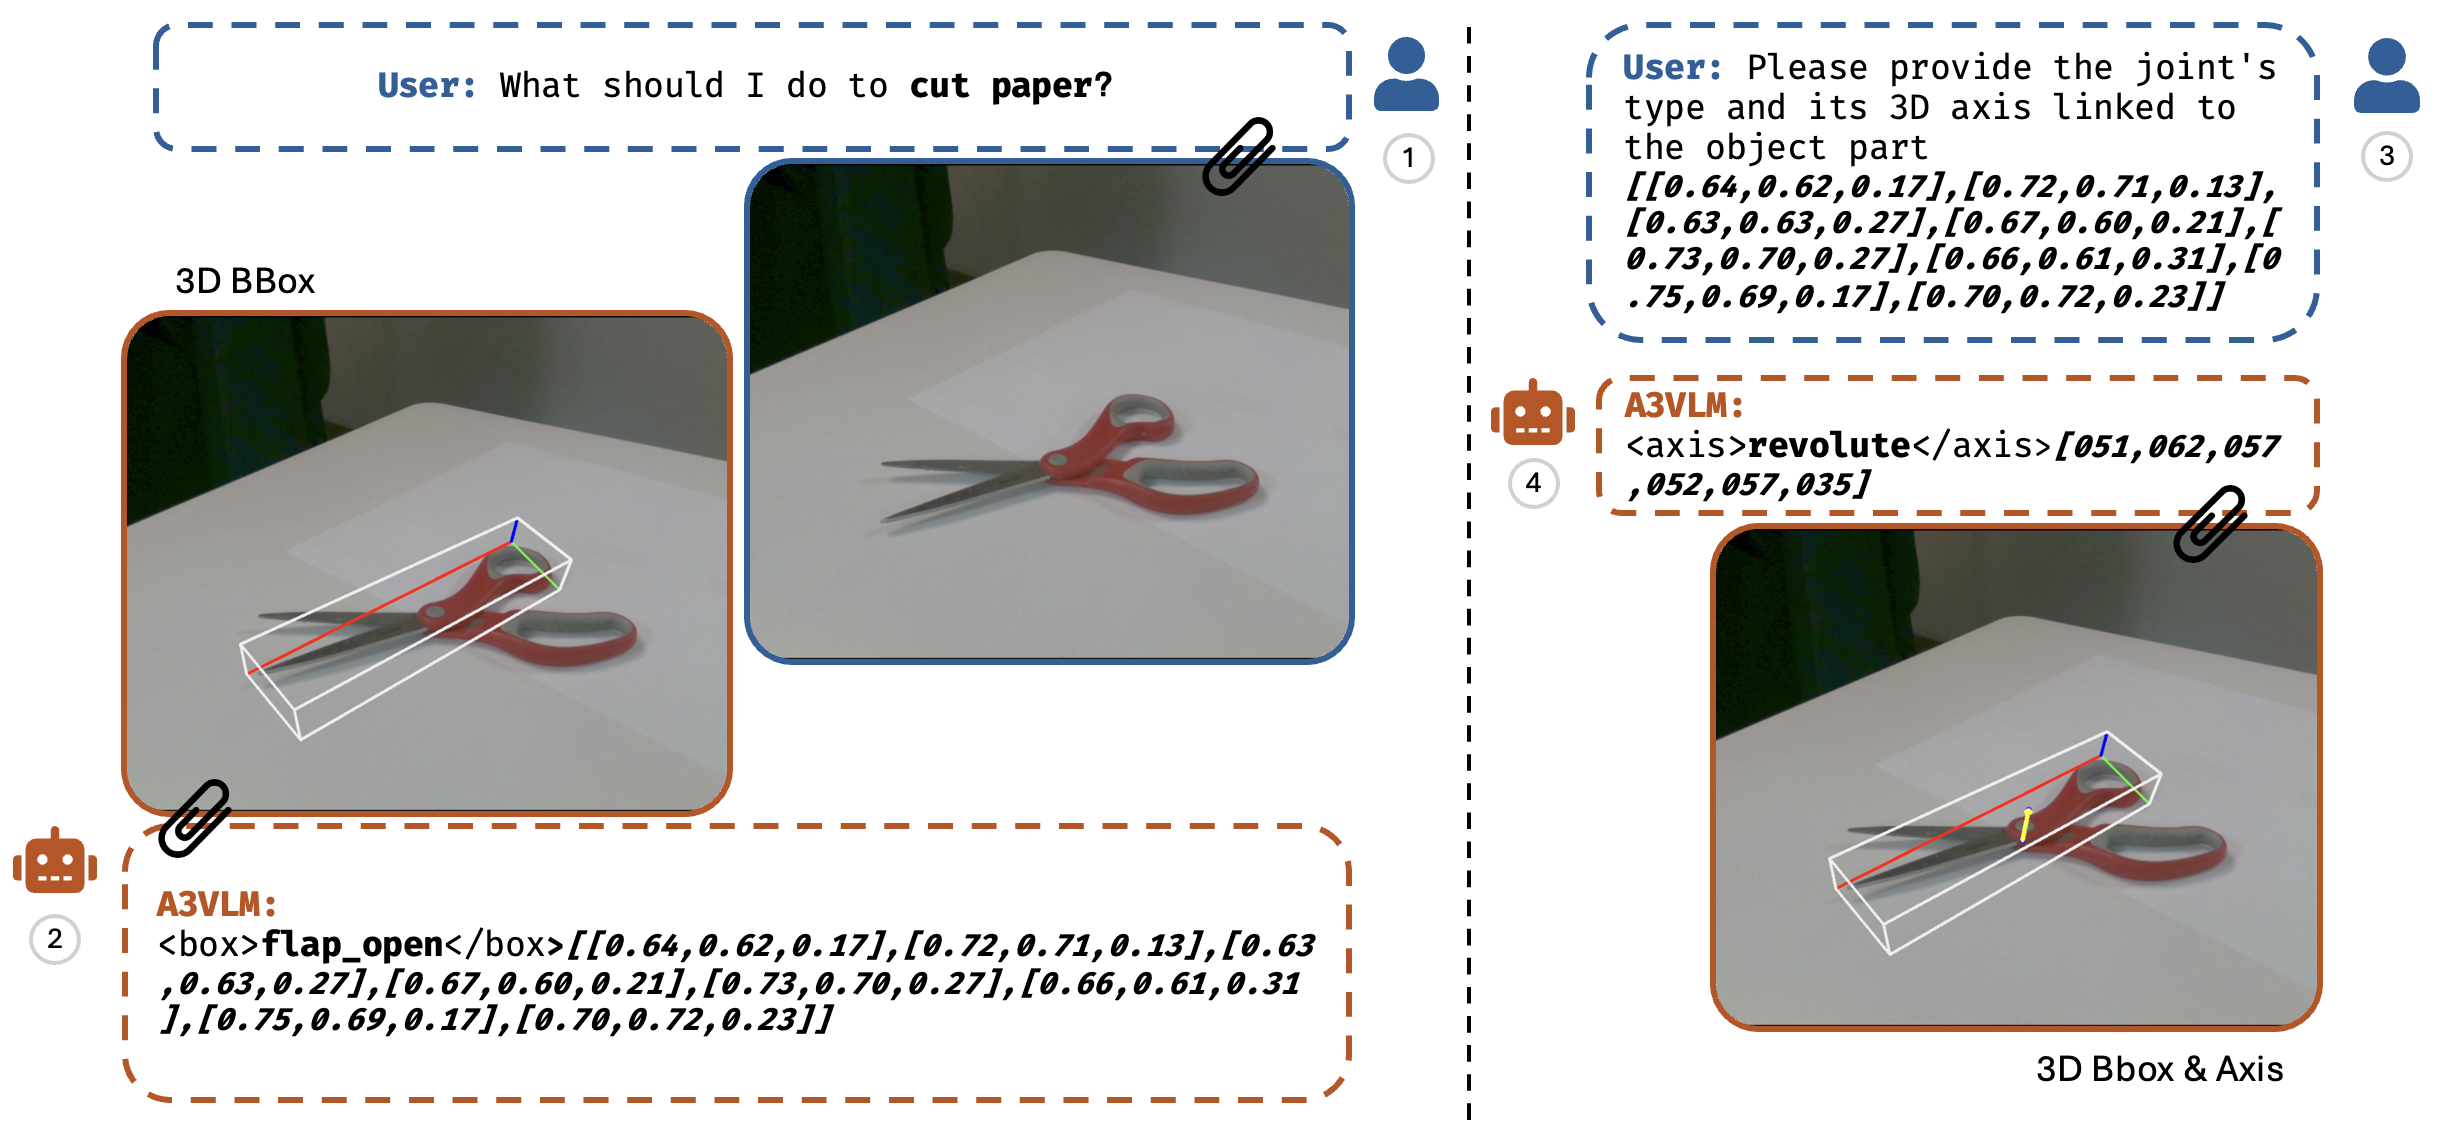 User: What should I do to cut paper?
1
3D BBox
2
A3VLM:
<box>flap_open</box>[[0.64,0.62,0.17],[0.72,0.71,0.13],[0.63
,0.63,0.27],[0.67,0.60,0.21],[0.73,0.70,0.27],[0.66,0.61,0.31
],[0.75,0.69,0.17],[0.70,0.72,0.23]]
User: Please provide the joint's
type and its 3D axis linked to
the object part
[[0.64,0.62,0.17],[0.72,0.71,0.13],
[0.63,0.63,0.27],[0.67,0.60,0.21],[
0.73,0.70,0.27],[0.66,0.61,0.31],[0
.75,0.69,0.17],[0.70,0.72,0.23]]
3
A3VLM:
<axis>revolute</axis>[051,062,057
,052,057,035]
4
3D Bbox & Axis